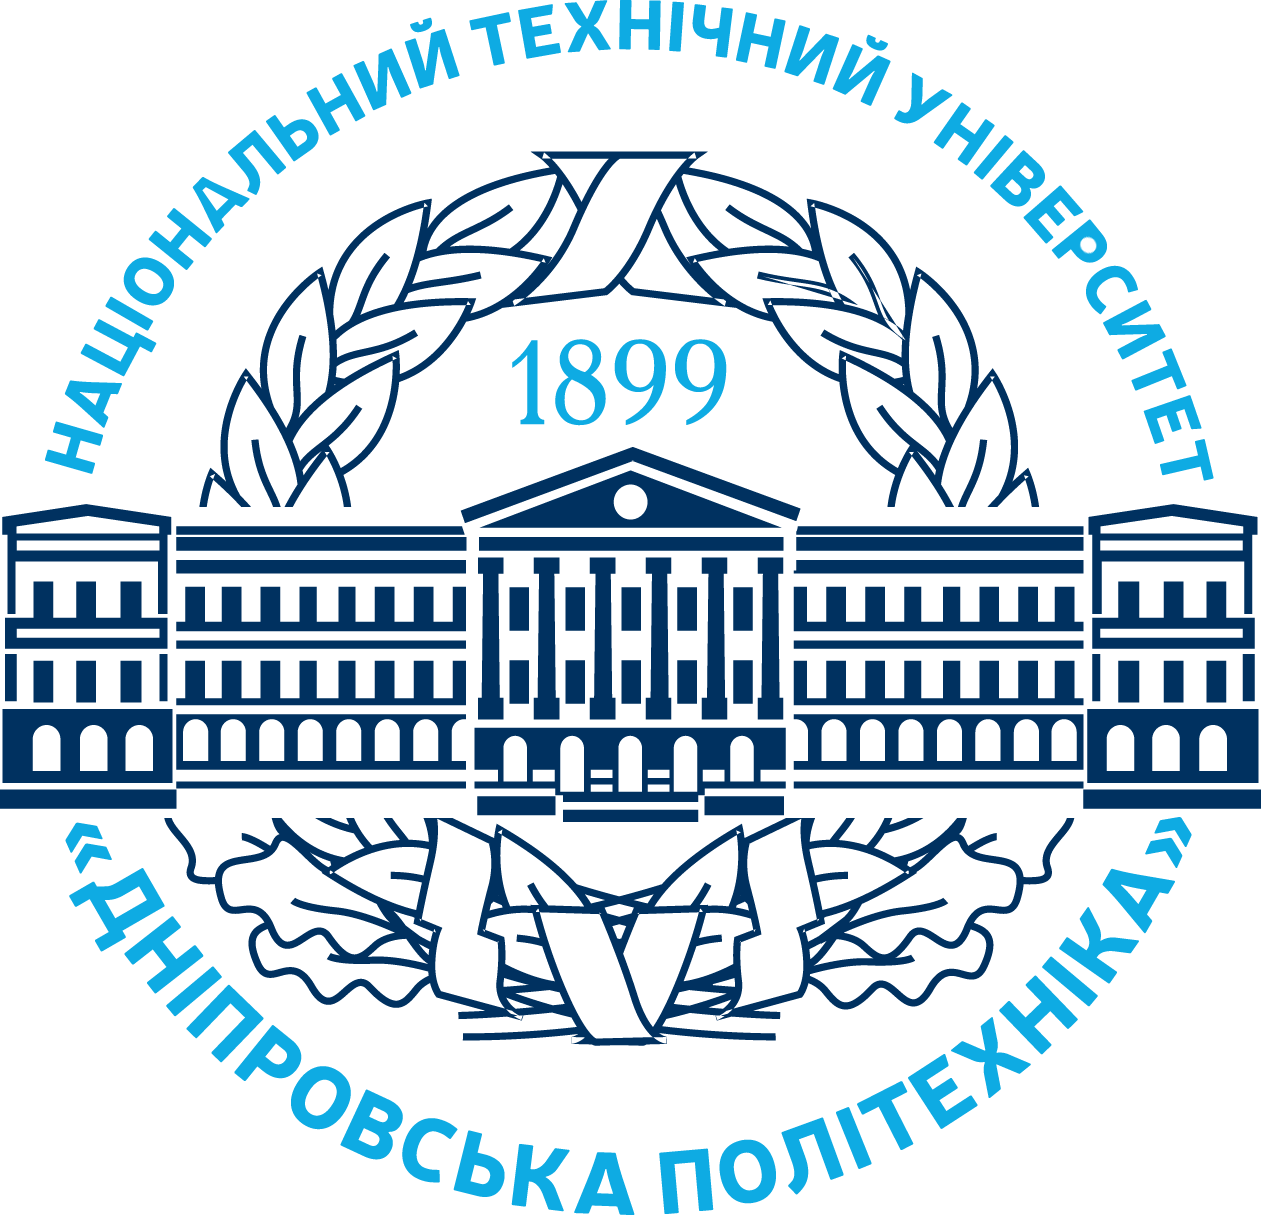 НАЦІОНАЛЬНИЙ ТЕХНІЧНИЙ УНІВЕРСИТЕТ
1899
«ДНІПРОВСЬКА ПОЛІТЕХНІКА»